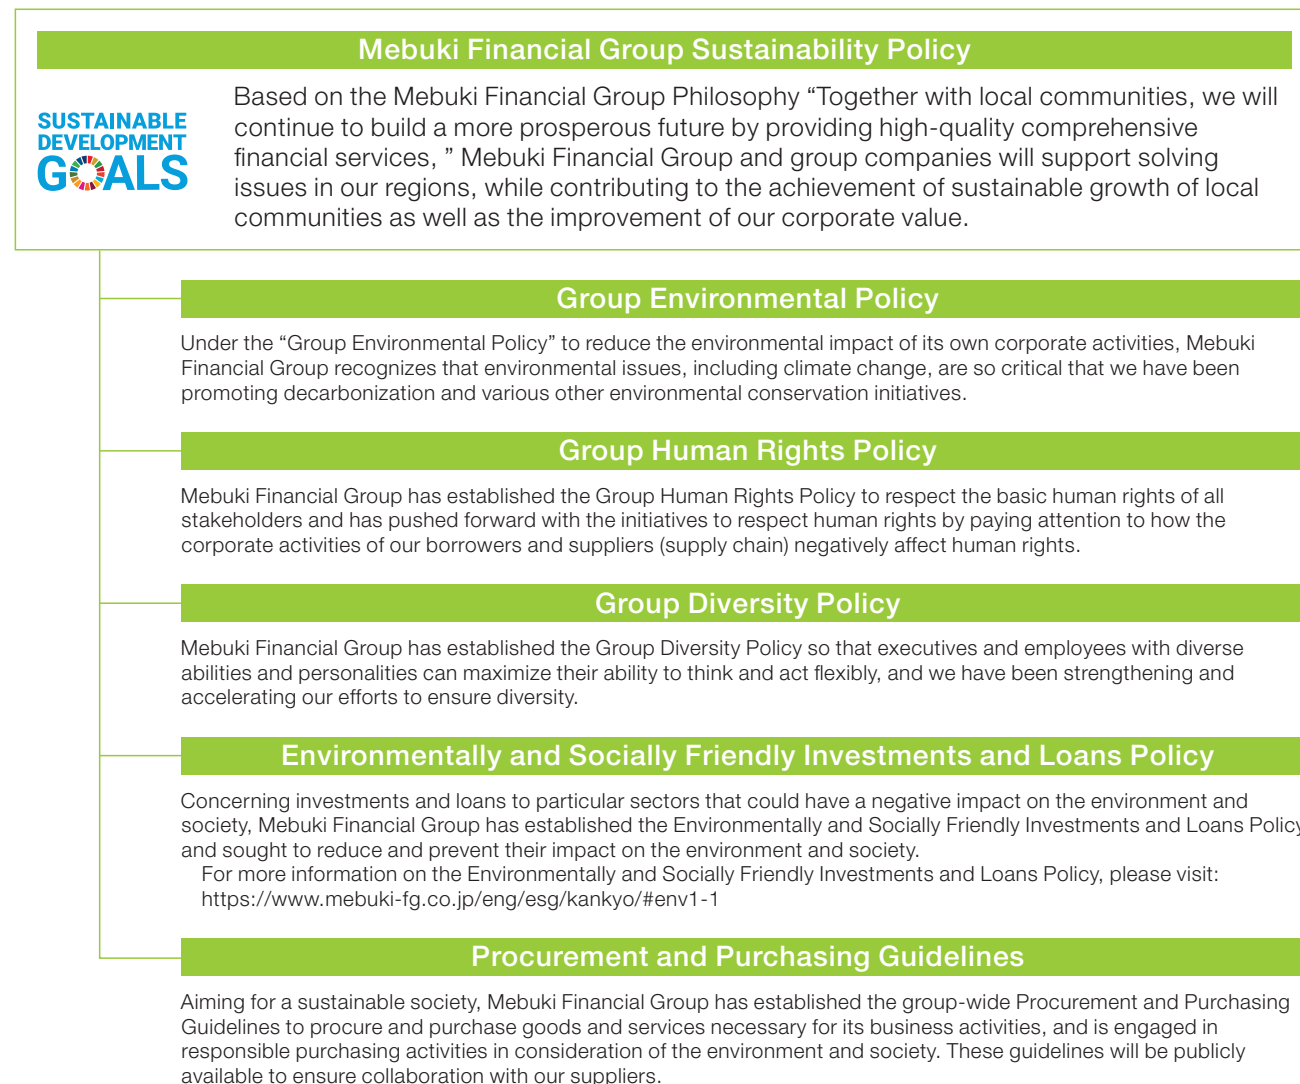 Mebuki Financial Group Sustainability Policy
SUSTAINABLE
DEVELOPMENT
GOALS
Based on the Mebuki Financial Group Philosophy “Together with local communities, we will
continue to build a more prosperous future by providing high-quality comprehensive
financial services, ” Mebuki Financial Group and group companies will support solving
issues in our regions, while contributing to the achievement of sustainable growth of local
communities as well as the improvement of our corporate value.
Group Environmental Policy
Under the “Group Environmental Policy” to reduce the environmental impact of its own corporate activities, Mebuki
Financial Group recognizes that environmental issues, including climate change, are so critical that we have been
promoting decarbonization and various other environmental conservation initiatives.
Group Human Rights Policy
Mebuki Financial Group has established the Group Human Rights Policy to respect the basic human rights of all
stakeholders and has pushed forward with the initiatives to respect human rights by paying attention to how the
corporate activities of our borrowers and suppliers (supply chain) negatively affect human rights.
Group Diversity Policy
Mebuki Financial Group has established the Group Diversity Policy so that executives and employees with diverse
abilities and personalities can maximize their ability to think and act flexibly, and we have been strengthening and
accelerating our efforts to ensure diversity.
Environmentally and Socially Friendly Investments and Loans Policy
Concerning investments and loans to particular sectors that could have a negative impact on the environment and
society, Mebuki Financial Group has established the Environmentally and Socially Friendly Investments and Loans Policy
and sought to reduce and prevent their impact on the environment and society.
For more information on the Environmentally and Socially Friendly Investments and Loans Policy, please visit:
https://www.mebuki-fg.co.jp/eng/esg/kankyo/#env1-1
Procurement and Purchasing Guidelines
Aiming for a sustainable society, Mebuki Financial Group has established the group-wide Procurement and Purchasing
Guidelines to procure and purchase goods and services necessary for its business activities, and is engaged in
responsible purchasing activities in consideration of the environment and society. These guidelines will be publicly
available to ensure collaboration with our suppliers.